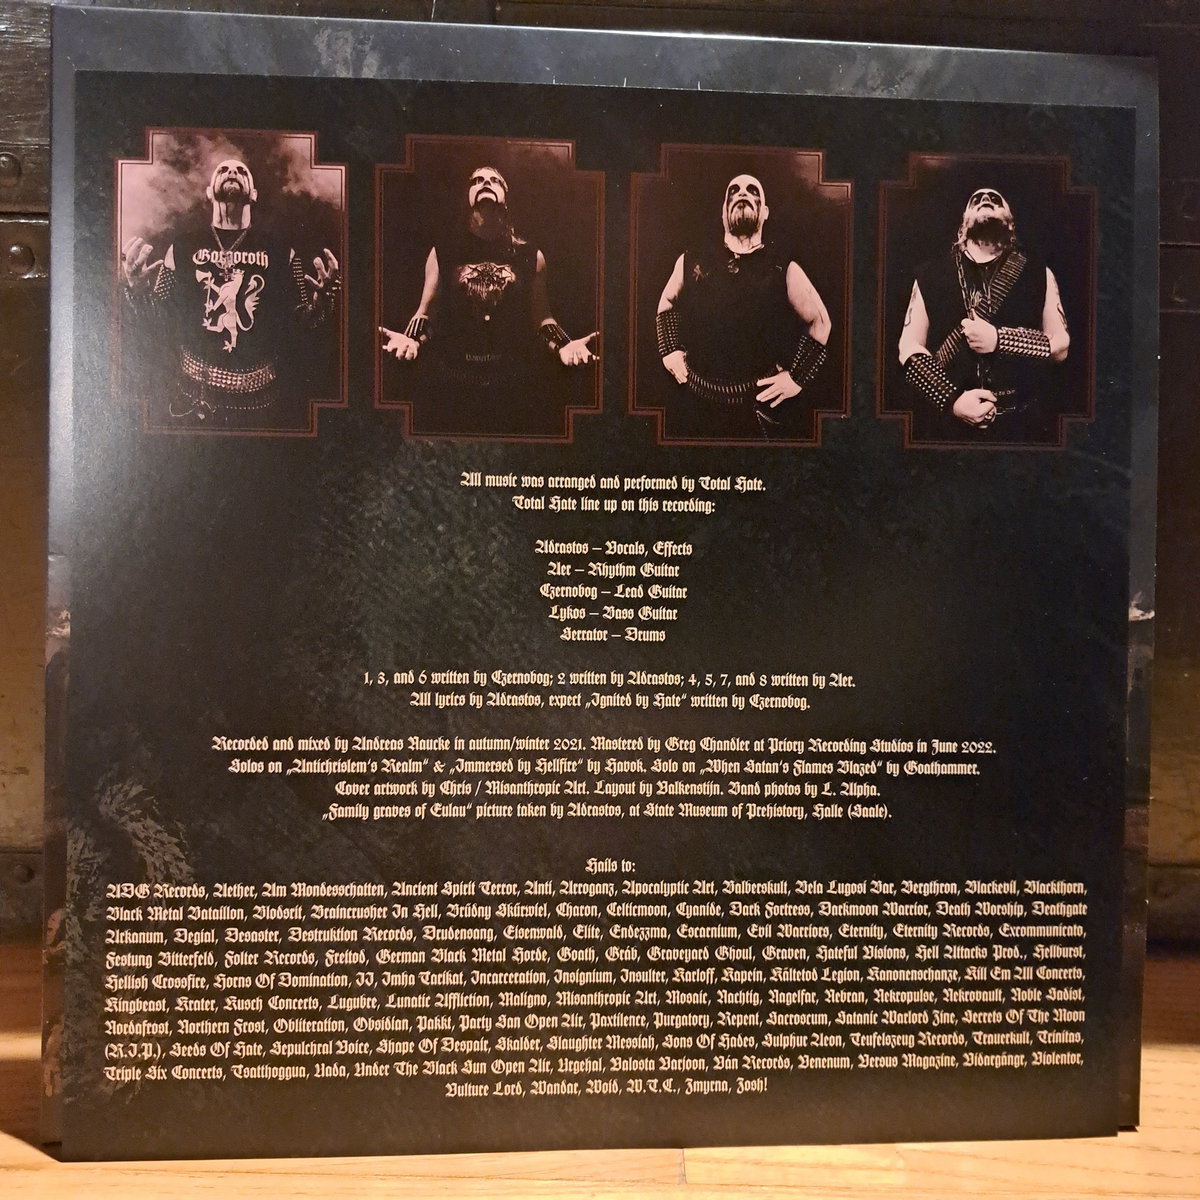 Gorgoroth
All music was arranged and performed by Total Hate.
Total Hate line up on this recording:
Adrastos – Vocals, Effects
Aer – Rhythm Guitar
Czernobog – Lead Guitar
Lykos – Bass Guitar
Serrator – Drums
1, 3, and 6 written by Czernobog; 2 written by Adrastos; 4, 5, 7, and 8 written by Aer.
All lyrics by Adrastos, expect „Ignited by Hate“ written by Czernobog.
Recorded and mixed by Andreas Naucke in autumn/winter 2021. Mastered by Greg Chandler at Priory Recording Studios in June 2022.
Solos on „Antichristem's Realm“ & „Immersed by Hellfire“ by Havok. Solo on „When Satan's Flames Blazed“ by Goathammer.
Cover artwork by Chris / Misanthropic Art. Layout by Valkenstijn. Band photos by L. Alpha.
„Family graves of Eulau“ picture taken by Adrastos, at State Museum of Prehistory, Halle (Saale).
Hails to:
ADG Records, Aether, Am Mondesschatten, Ancient Spirit Terror, Anti, Arroganz, Apocalyptic Art, Balberskult, Bela Lugosi Bar, Bergthron, Blackevil, Blackthorn,
Black Metal Bataillon, Blodsrit, Braincrusher In Hell, Brüdny Skürwiel, Charon, Celticmoon, Cyanide, Dark Fortress, Darkmoon Warrior, Death Worship, Deathgate
Arkanum, Degial, Desaster, Destruktion Records, Drudensang, Eisenwald, Elite, Endezzma, Escarnium, Evil Warriors, Eternity, Eternity Records, Excommunicato,
Festung Bitterfeld, Folter Records, Freitod, German Black Metal Horde, Goath, Gráb, Graveyard Ghoul, Graven, Hateful Visions, Hell Attacks Prod., Hellburst,
Hellish Crossfire, Horns Of Domination, IJ, Imha Tarikat, Incarceration, Insignium, Insulter, Karloff, Kapein, Kältetod Legion, Kanonenschanze, Kill Em All Concerts,
Kingbeast, Krater, Kusch Concerts, Lugubre, Lunatic Affliction, Maligno, Misanthropic Art, Mosaic, Nachtig, Nagelfar, Nebran, Nekropulse, Nekrovault, Noble Sadist,
Nordafrost, Northern Frost, Obliteration, Obsidian, Pakki, Party San Open Air, Paxtilence, Purgatory, Repent, Sacroscum, Satanic Warlord Zine, Secrets Of The Moon
(R.I.P.), Seeds Of Hate, Sepulchral Voice, Shape Of Despair, Skalder, Slaughter Messiah, Sons Of Hades, Sulphur Aeon, Teufelszeug Records, Trauerkult, Trinitas,
Triple Six Concerts, Tsatthoggua, Uada, Under The Black Sun Open Air, Urgehal, Valosta Varjoon, Ván Records, Venenum, Verous Magazine, Vidargängr, Violentor,
Vulture Lord, Wandar, Woid, W.T.C., Zmyrna, Zosh!